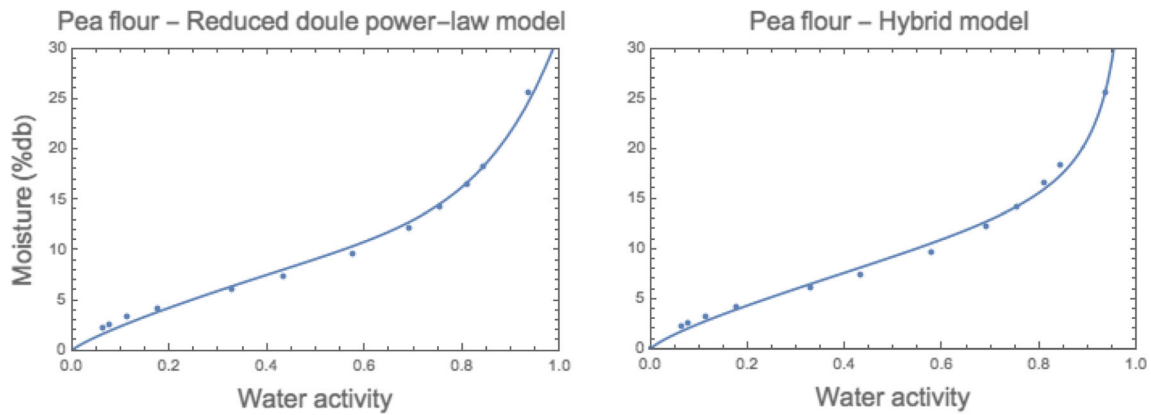 Pea flour – Reduced doule power–law model
Moisture (%db)
30
25
20
15
10
5
0
0.0 0.2 0.4 0.6 0.8 1.0
Water activity
Pea flour – Hybrid model
30
25
20
15
10
5
0
0.0 0.2 0.4 0.6 0.8 1.0
Water activity